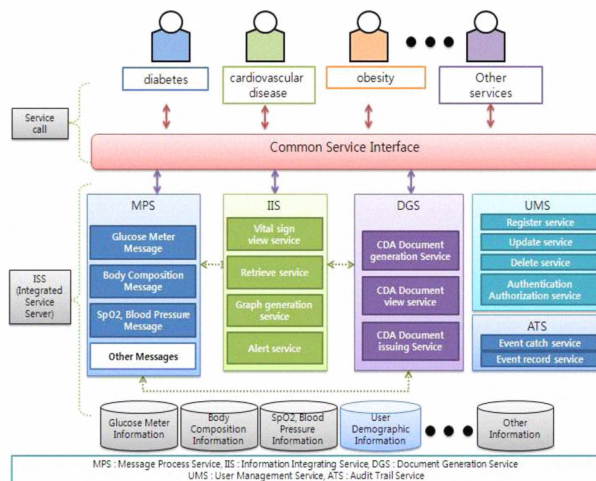 diabetes
cardiovascular
disease
obesity
Other
services
Service
call
Common Service Interface
ISS
(Integrated
Service
Server)
MPS
Glucose Meter
Message
Body Composition
Message
SpO2, Blood Pressure
Message
Other Messages
IIS
Vital sign
view service
Retrieve service
Graph generation
service
Alert service
DGS
CDA Document
generation Service
CDA Document
view service
CDA Document
issuing Service
UMS
Register service
Update service
Delete service
Authentication
Authorization service
ATS
Event catch service
Event record service
Glucose Meter
Information
Body
Composition
Information
SpO2, Blood
Pressure
Information
User
Demographic
Information
Other
Information
MPS : Message Process Service, IIS : Information Integrating Service, DGS : Document Generation Service
UMS : User Management Service, ATS : Audit Trail Service